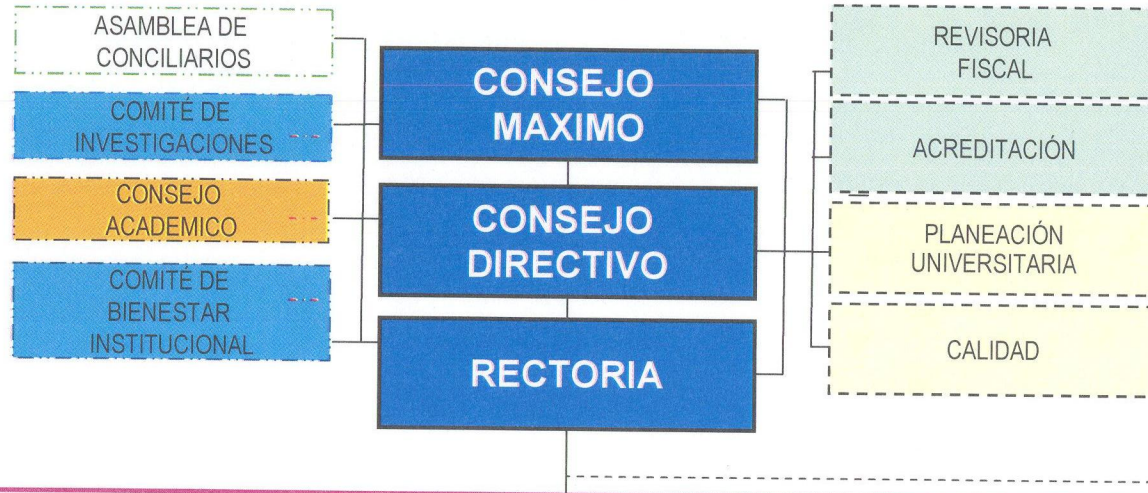 ASAMBLEA DE
CONCILIARIOS
COMITÉ DE
INVESTIGACIONES
CONSEJO
ACADEMICO
COMITÉ DE
BIENESTAR
INSTITUCIONAL
CONSEJO
MAXIMO
CONSEJO
DIRECTIVO
RECTORIA
REVISORIA
FISCAL
ACREDITACIÓN
PLANEACIÓN
UNIVERSITARIA
CALIDAD